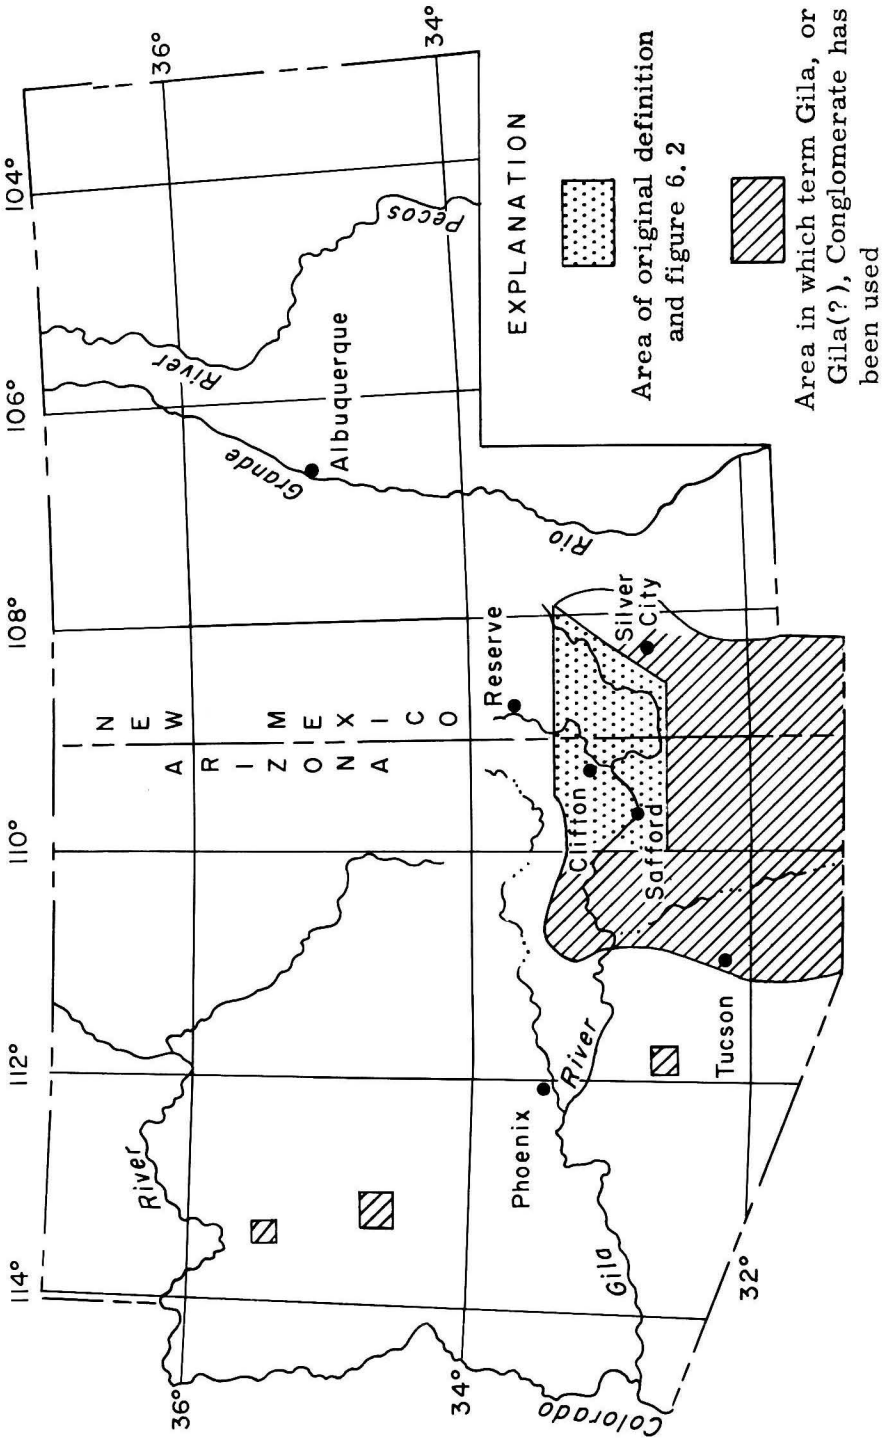 114°
112°
110°
108°
106°
104°
36°
36°
34°
34°
32°
NEW MEXICO
ARIZONA
River
River
Grande
Rio
Pecos
Albuquerque
Reserve
Silver
City
Clifton
Safford
Tucson
Phoenix
River
Gila
Colorado
EXPLANATION
Area of original definition
and figure 6.2
Area in which term Gila, or
Gila(?), Conglomerate has
been used